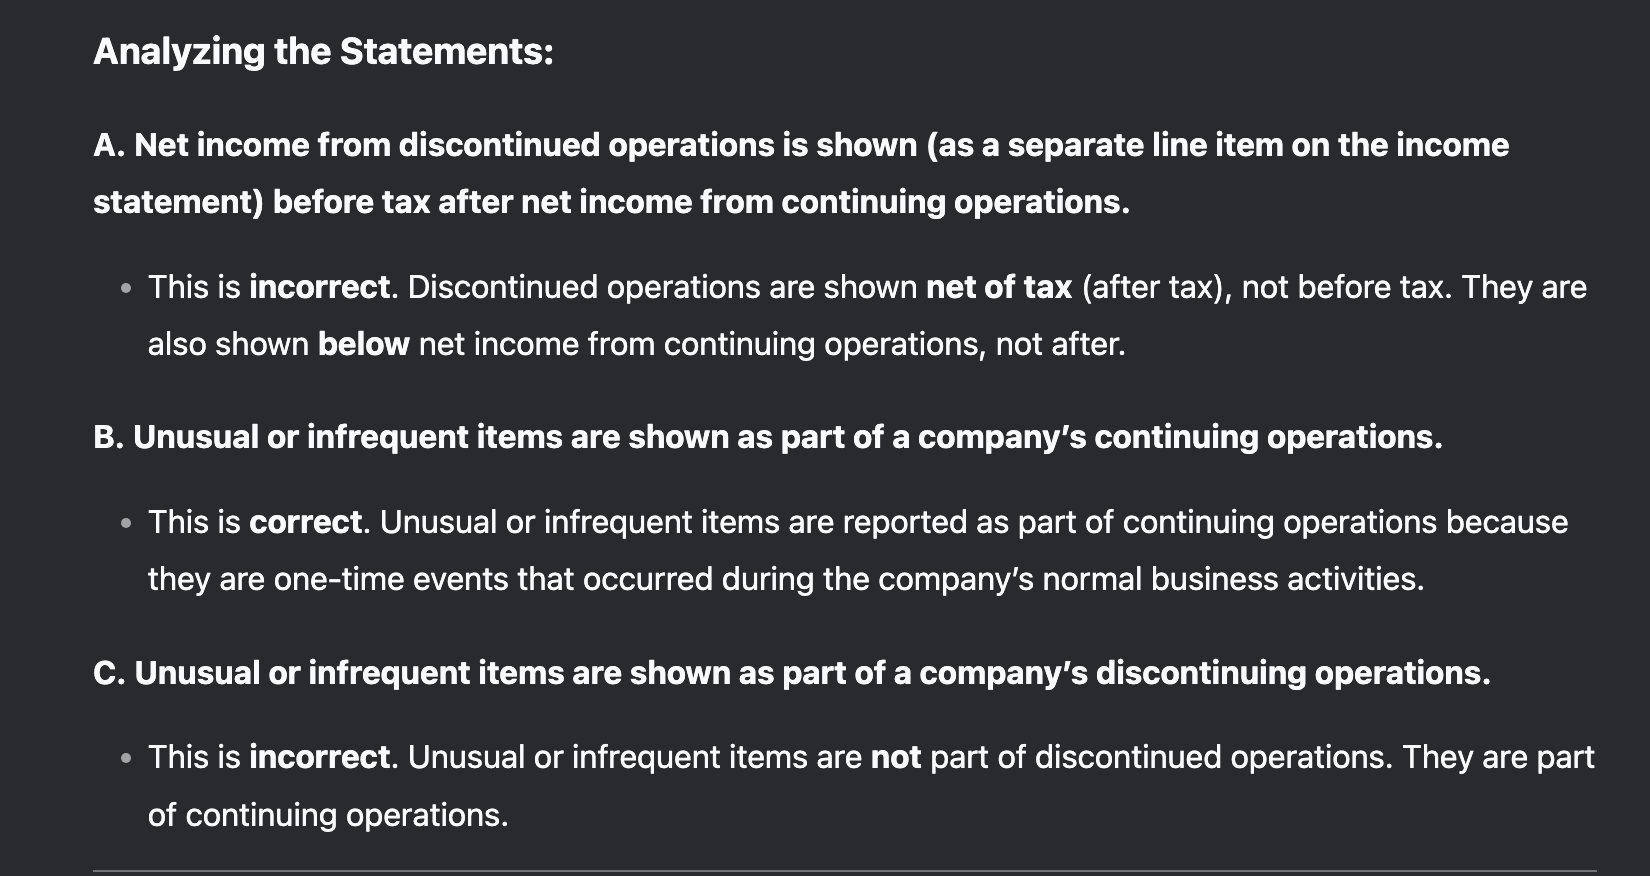 Analyzing the Statements:
A. Net income from discontinued operations is shown (as a separate line item on the income
statement) before tax after net income from continuing operations.
• This is incorrect. Discontinued operations are shown net of tax (after tax), not before tax. They are
also shown below net income from continuing operations, not after.
B. Unusual or infrequent items are shown as part of a company’s continuing operations.
• This is correct. Unusual or infrequent items are reported as part of continuing operations because
they are one-time events that occurred during the company’s normal business activities.
C. Unusual or infrequent items are shown as part of a company’s discontinuing operations.
• This is incorrect. Unusual or infrequent items are not part of discontinued operations. They are part
of continuing operations.